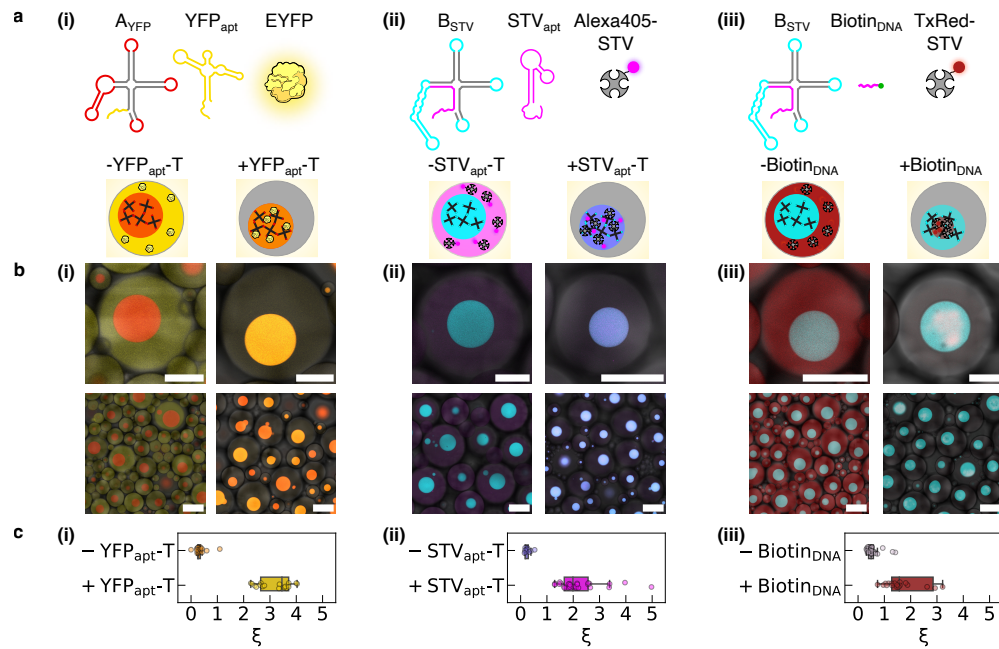 a (i) A_YFP YFP_apt EYFP (ii) B_STV STV_apt Alexa405-STV (iii) B_STV Biotin_DNA TxRed-STV
-YFP_apt-T +YFP_apt-T -STV_apt-T +STV_apt-T -Biotin_DNA +Biotin_DNA
b (i) (ii) (iii)
c (i) (ii) (iii)
− YFP_apt-T − STV_apt-T − Biotin_DNA
+ YFP_apt-T + STV_apt-T + Biotin_DNA
0 1 2 3 4 5 0 1 2 3 4 5 0 1 2 3 4 5
ξ ξ ξ